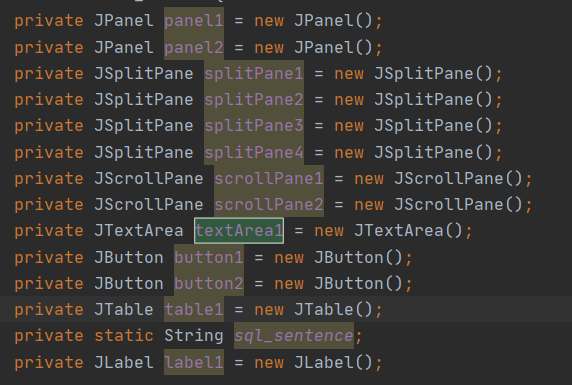 private JPanel panel1 = new JPanel();
private JPanel panel2 = new JPanel();
private JSplitPane splitPane1 = new JSplitPane();
private JSplitPane splitPane2 = new JSplitPane();
private JSplitPane splitPane3 = new JSplitPane();
private JSplitPane splitPane4 = new JSplitPane();
private JScrollPane scrollPane1 = new JScrollPane();
private JScrollPane scrollPane2 = new JScrollPane();
private JTextArea textArea1 = new JTextArea();
private JButton button1 = new JButton();
private JButton button2 = new JButton();
private JTable table1 = new JTable();
private static String sql_sentence;
private JLabel label1 = new JLabel();